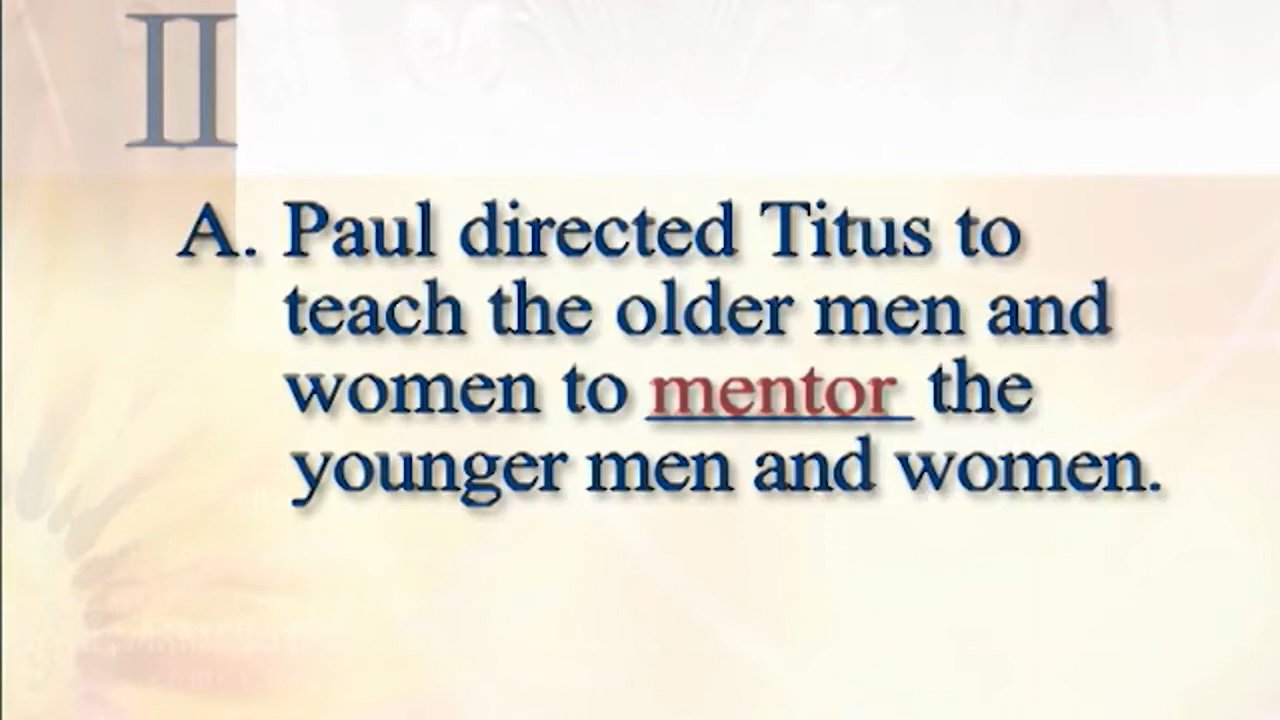 II
A. Paul directed Titus to
teach the older men and
women to mentor the
younger men and women.